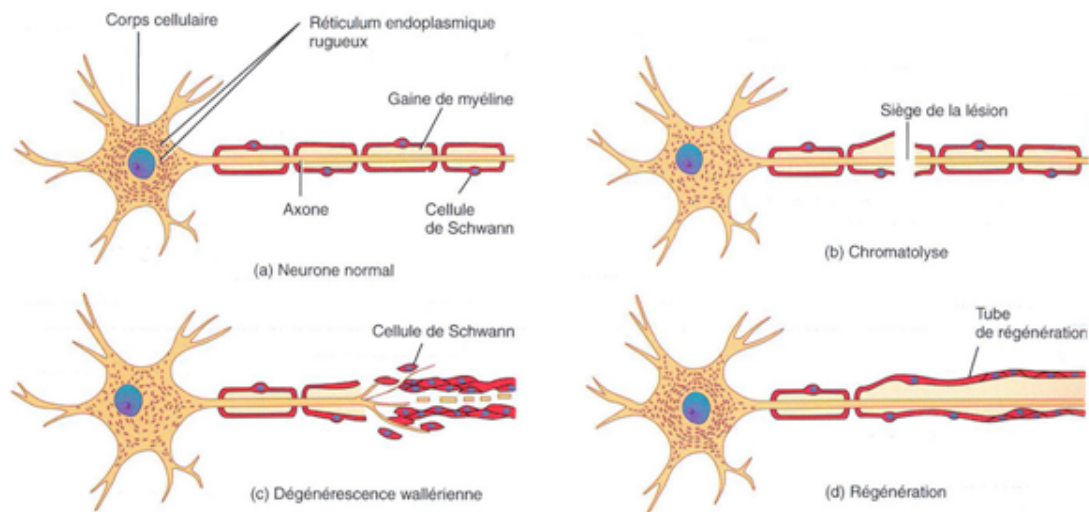 Corps cellulaire
Réticulum endoplasmique
rugueux
Gaine de myéline
Axone
Cellule
de Schwann
(a) Neurone normal
Siège de la lésion
(b) Chromatolyse
Cellule de Schwann
(c) Dégénérescence wallérienne
Tube
de régénération
(d) Régénération